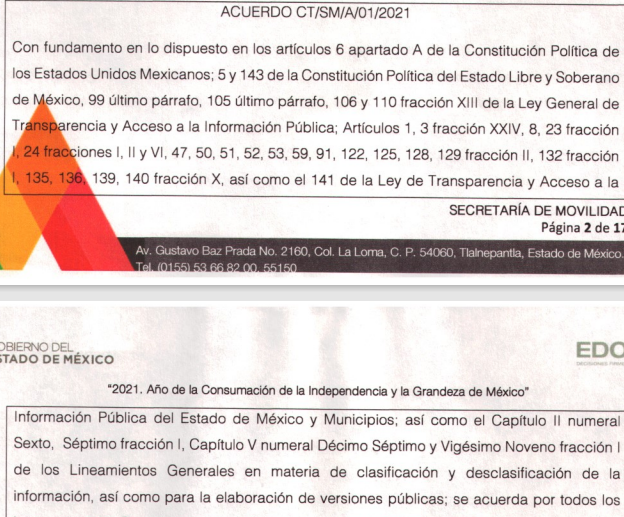 ACUERDO CT/SM/A/01/2021
Con fundamento en lo dispuesto en los artículos 6 apartado A de la Constitución Política de
los Estados Unidos Mexicanos; 5 y 143 de la Constitución Política del Estado Libre y Soberano
de México, 99 último párrafo, 105 último párrafo, 106 y 110 fracción XIII de la Ley General de
Transparencia y Acceso a la Información Pública; Artículos 1, 3 fracción XXIV, 8, 23 fracción
I, 24 fracciones I, II y VI, 47, 50, 51, 52, 53, 59, 91, 122, 125, 128, 129 fracción II, 132 fracción
I, 135, 136, 139, 140 fracción X, así como el 141 de la Ley de Transparencia y Acceso a la
SECRETARÍA DE MOVILIDAD
Página 2 de 17
Av. Gustavo Baz Prada No. 2160, Col. La Loma, C. P. 54060, Tlalnepantla, Estado de México.
Tel. (0155) 53 66 82 00, 55150
OBIERNO DEL
STADO DE MÉXICO
EDO
"2021. Año de la Consumación de la Independencia y la Grandeza de México"
Información Pública del Estado de México y Municipios; así como el Capítulo II numeral
Sexto, Séptimo fracción I, Capítulo V numeral Décimo Séptimo y Vigésimo Noveno fracción I
de los Lineamientos Generales en materia de clasificación y desclasificación de la
información, así como para la elaboración de versiones públicas; se acuerda por todos los